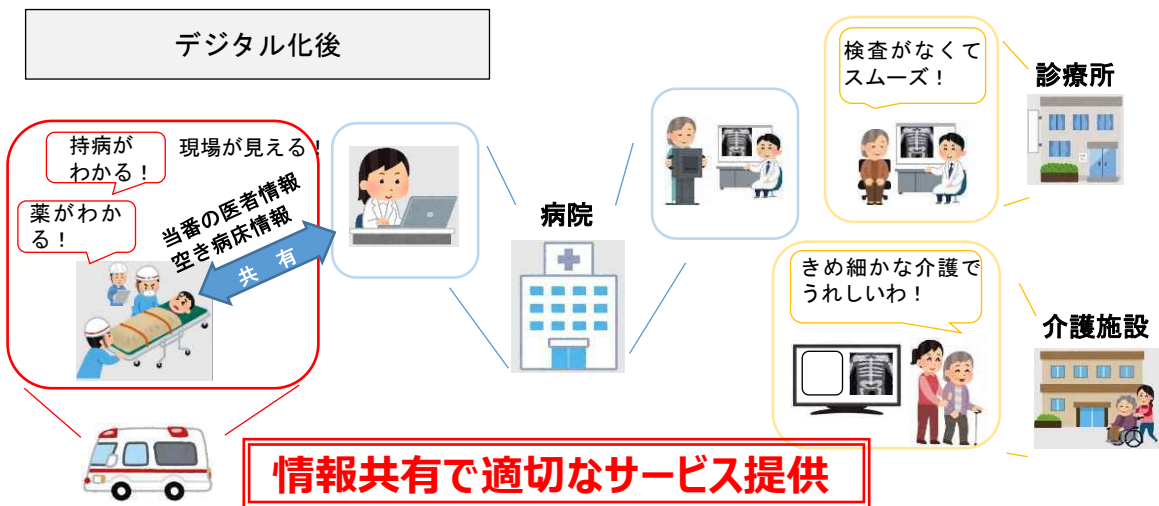 デジタル化後
持病が
わかる！
現場が見える！
薬がわか
る！
当番の医者情報
空き病床情報
共有
病院
検査がなくて
スムーズ！
診療所
きめ細かな介護で
うれしいわ！
介護施設
情報共有で適切なサービス提供